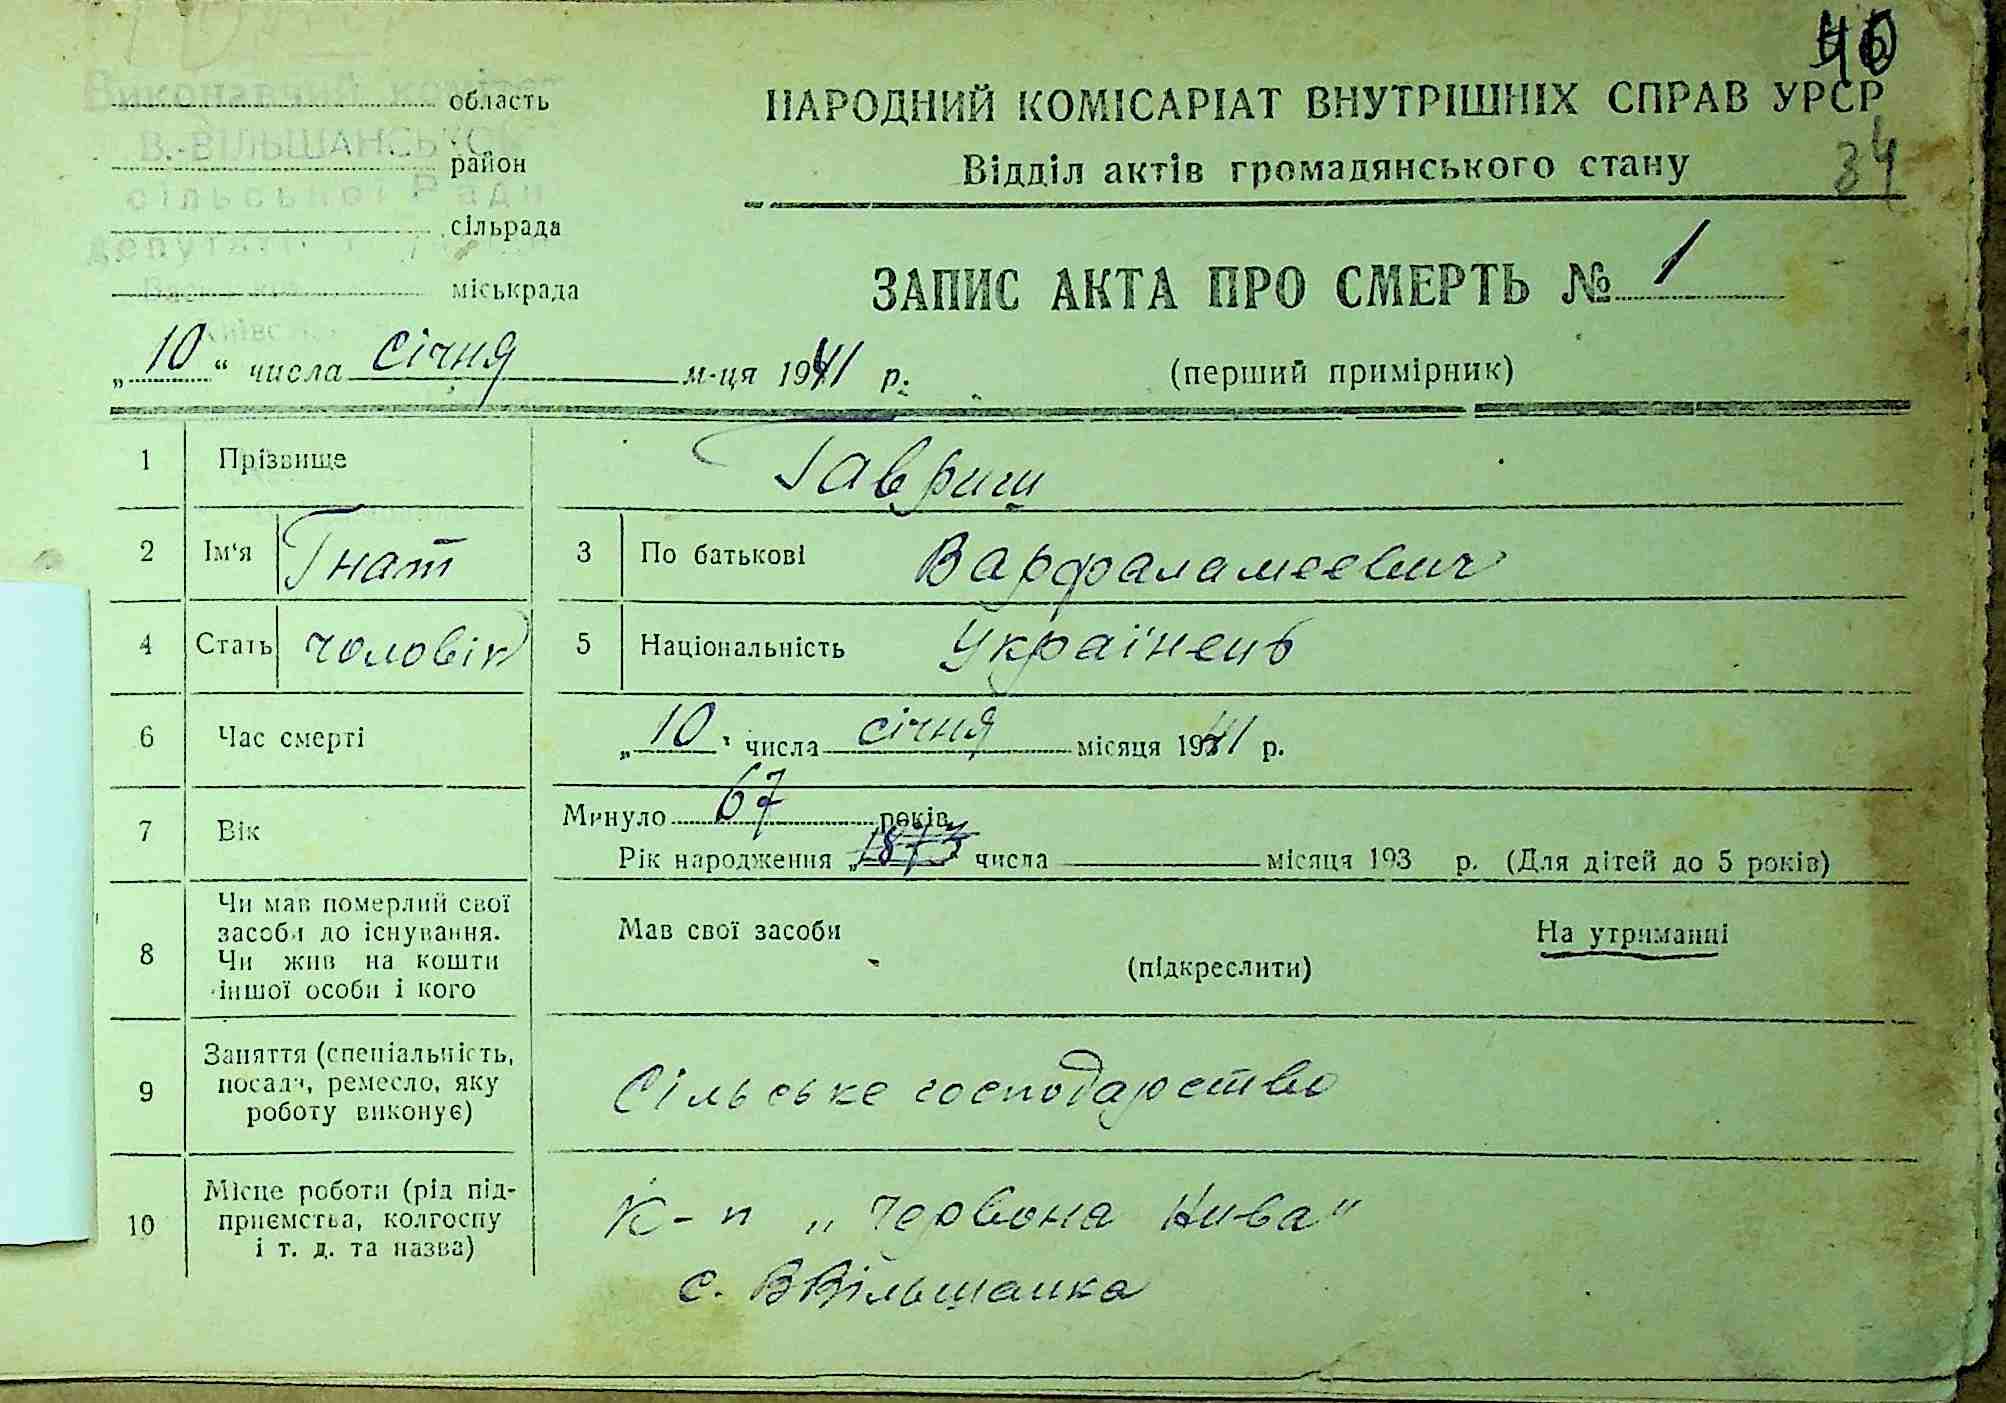 40
НАРОДНИЙ КОМІСАРІАТ ВНУТРІШНІХ СПРАВ УРСР
Відділ актів громадянського стану
34
Виконавчий комітет
В.-ВІЛЬШАНСЬКОЇ
сільської Ради
депутатів
область
район
сільрада
міськрада
ЗАПИС АКТА ПРО СМЕРТЬ № 1
„10“ числа січня м-ця 1941 р.
(перший примірник)
1 Прізвище Гавриш
2 Ім‘я Гнат 3 По батькові Варфаламеєвич
4 Стать чоловік 5 Національність Українець
6 Час смерті „10“ числа січня місяця 1941 р.
7 Вік Минуло 67 років
Рік народження „1873 числа місяця 193 р. (Для дітей до 5 років)
8 Чи мав померлий свої
засоби до існування.
Чи жив на кошти
іншої особи і кого
Мав свої засоби На утриманні
(підкреслити)
9 Заняття (спеціальність,
посада, ремесло, яку
роботу виконує)
Сільське господарство
10 Місце роботи (рід під-
приємства, колгоспу
і т. д. та назва)
К-п „Червона Нива“
с. ВВільшанка